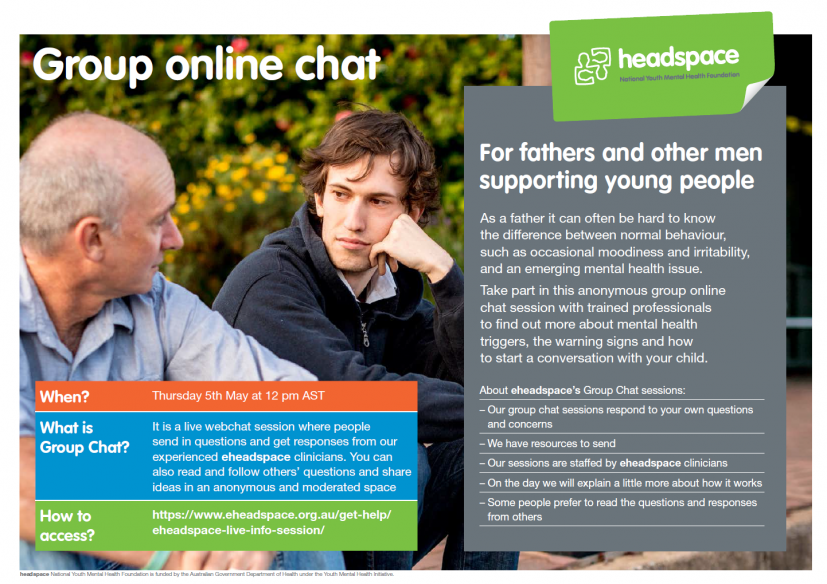 Group online chat
headspace
National Youth Mental Health Foundation
For fathers and other men
supporting young people
As a father it can often be hard to know
the difference between normal behaviour,
such as occasional moodiness and irritability,
and an emerging mental health issue.
Take part in this anonymous group online
chat session with trained professionals
to find out more about mental health
triggers, the warning signs and how
to start a conversation with your child.
About eheadspace's Group Chat sessions:
– Our group chat sessions respond to your own questions
and concerns
– We have resources to send
– Our sessions are staffed by eheadspace clinicians
– On the day we will explain a little more about how it works
– Some people prefer to read the questions and responses
from others
When?
Thursday 5th May at 12 pm AST
What is
Group Chat?
It is a live webchat session where people
send in questions and get responses from our
experienced eheadspace clinicians. You can
also read and follow others' questions and share
ideas in an anonymous and moderated space
How to
access?
https://www.eheadspace.org.au/get-help/
eheadspace-live-info-session/
headspace National Youth Mental Health Foundation is funded by the Australian Government Department of Health under the Youth Mental Health Initiative.